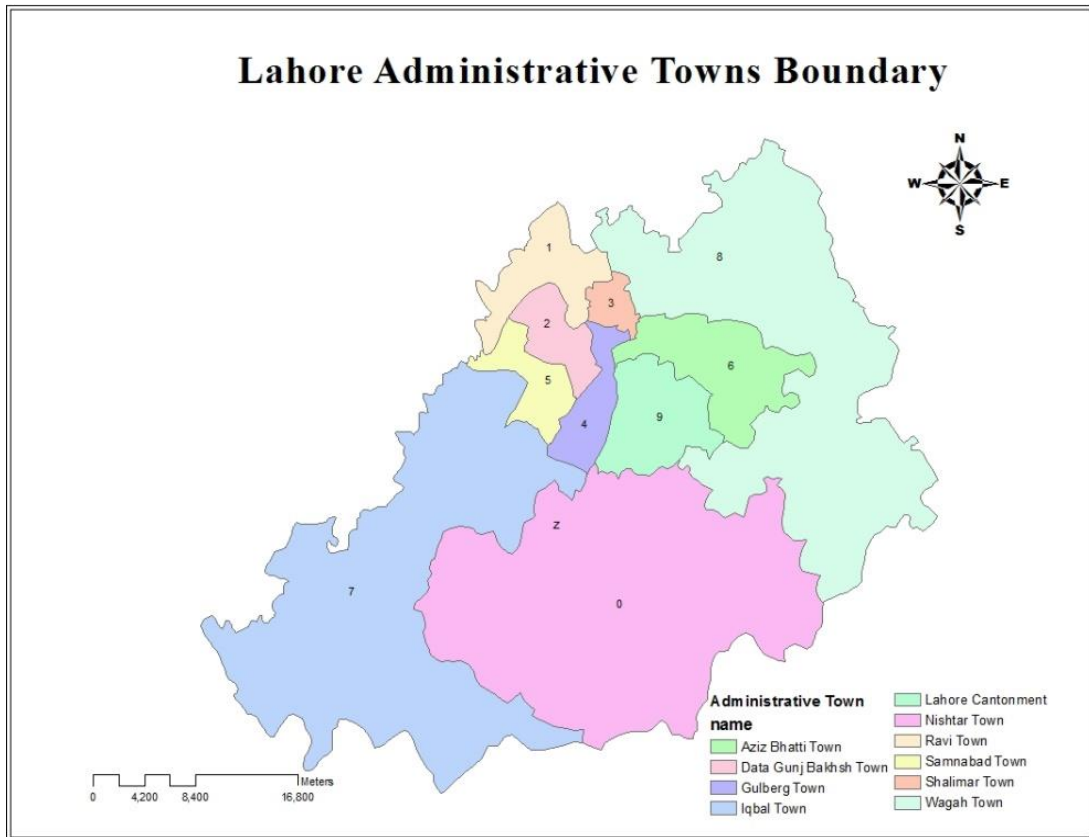 Lahore Administrative Towns Boundary
N
W E
S
8
1
3
2
6
5
9
4
Z
7
0
Administrative Town
name
Aziz Bhatti Town
Data Gunj Bakhsh Town
Gulberg Town
Iqbal Town
Lahore Cantonment
Nishtar Town
Ravi Town
Samnabad Town
Shalimar Town
Wagah Town
Meters
0 4,200 8,400 16,800